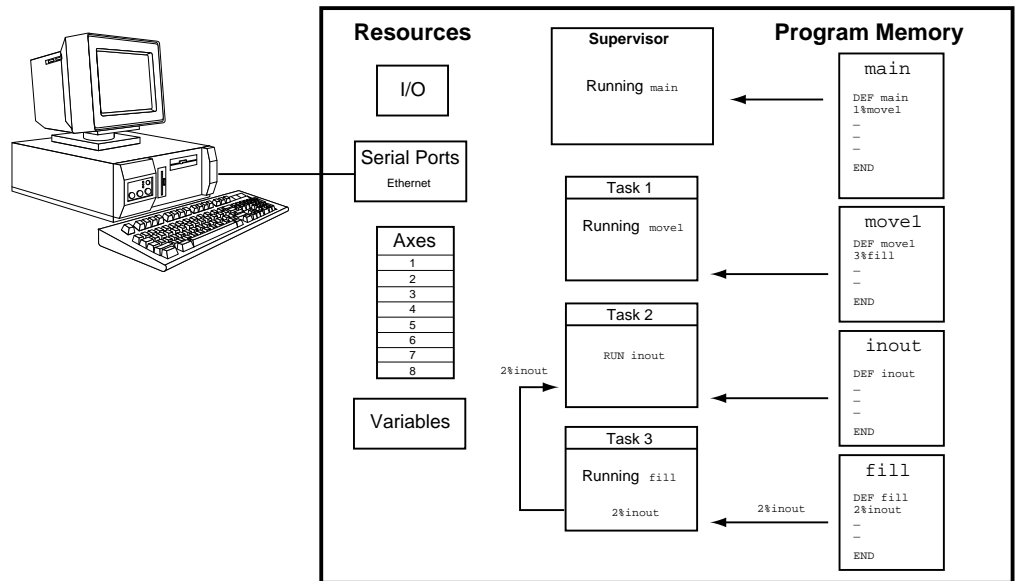 Resources
I/O
Serial Ports
Ethernet
Axes
1
2
3
4
5
6
7
8
Variables
Supervisor
Running main
Task 1
Running move1
Task 2
RUN inout
2%inout
Task 3
Running fill
2%inout
Program Memory
main
DEF main
1%move1
_
_
_
END
move1
DEF move1
3%fill
_
_
END
inout
DEF inout
_
_
_
END
2%inout
fill
DEF fill
2%inout
_
_
END